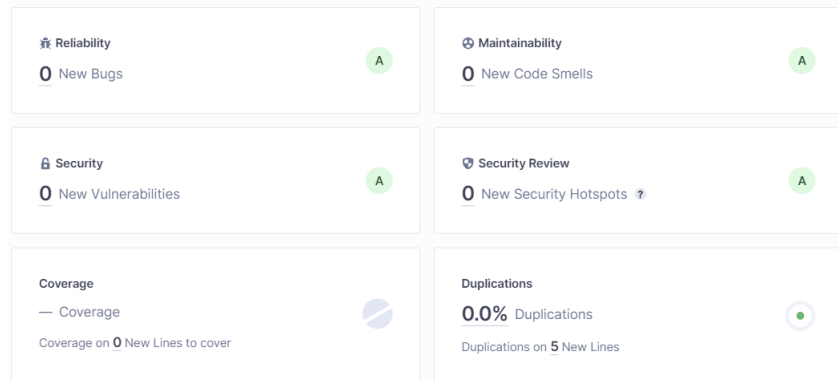 Reliability
0 New Bugs
A
Maintainability
0 New Code Smells
A
Security
0 New Vulnerabilities
A
Security Review
0 New Security Hotspots ?
A
Coverage
— Coverage
Coverage on 0 New Lines to cover
Duplications
0.0% Duplications
Duplications on 5 New Lines